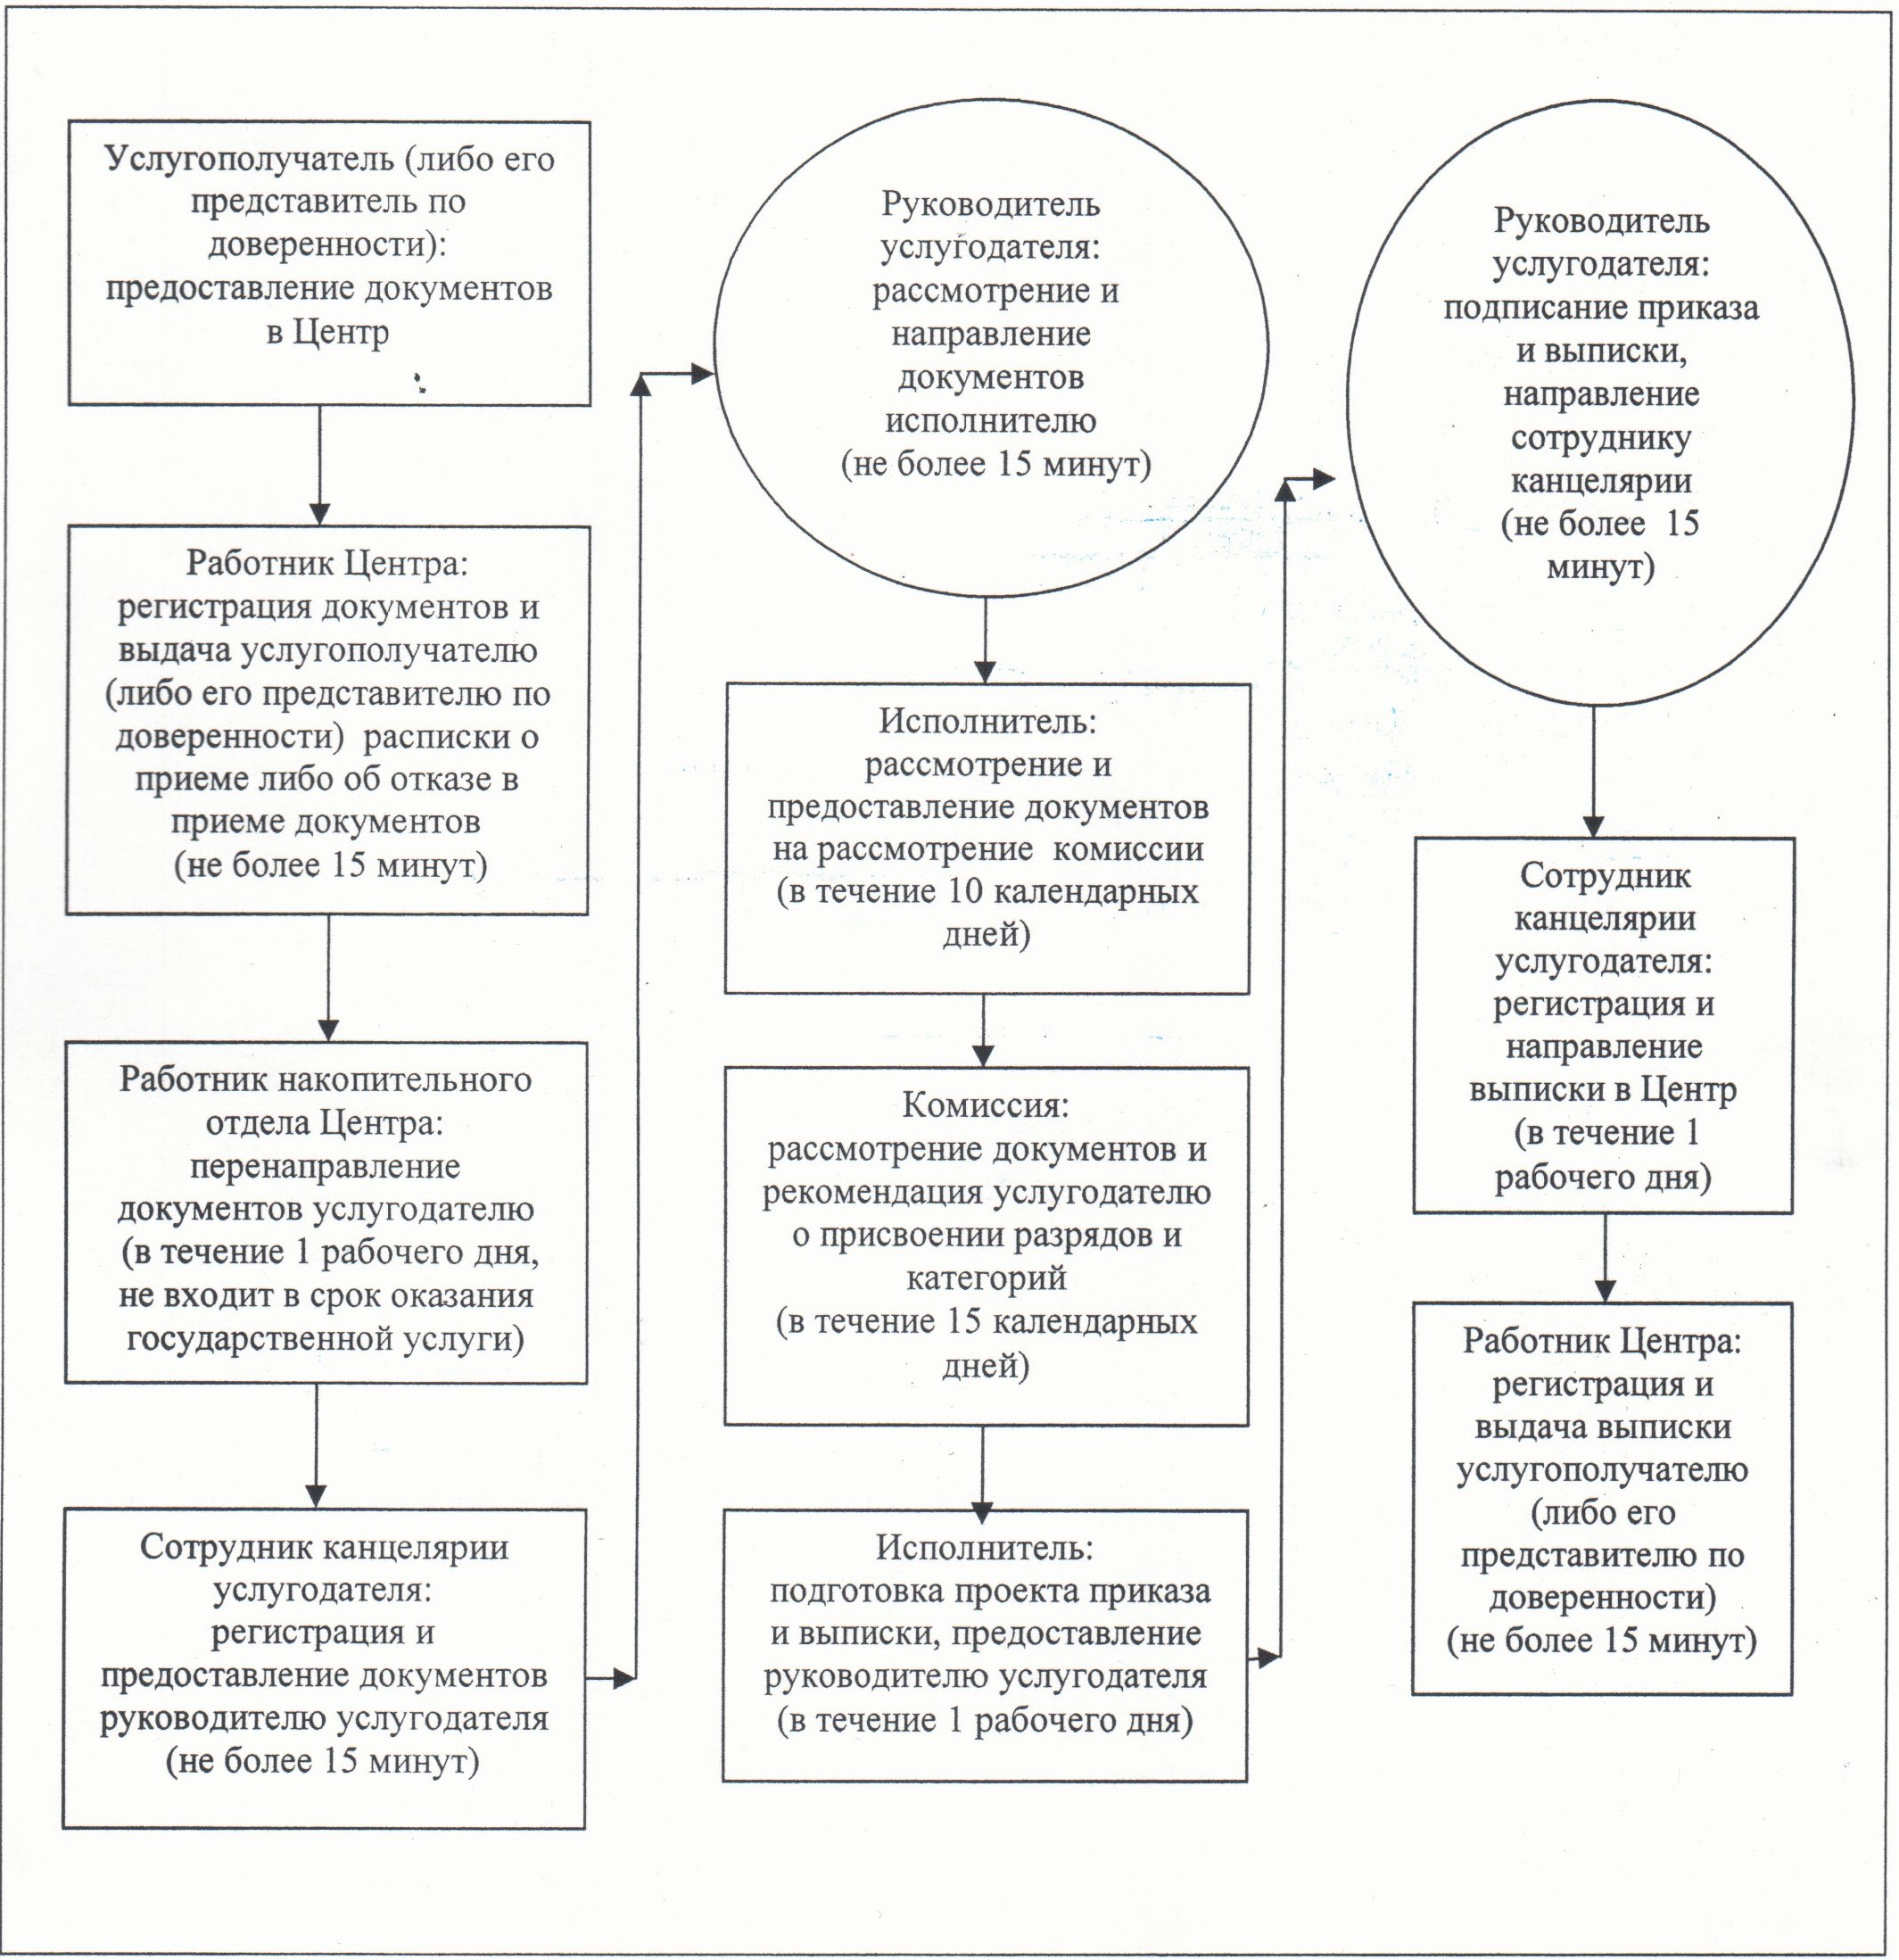 Услугополучатель (либо его
представитель по
доверенности):
предоставление документов
в Центр
Работник Центра:
регистрация документов и
выдача услугополучателю
(либо его представителю по
доверенности) расписки о
приеме либо об отказе в
приеме документов
(не более 15 минут)
Работник накопительного
отдела Центра:
перенаправление
документов услугодателю
(в течение 1 рабочего дня,
не входит в срок оказания
государственной услуги)
Сотрудник канцелярии
услугодателя:
регистрация и
предоставление документов
руководителю услугодателя
(не более 15 минут)
Руководитель
услугодателя:
рассмотрение и
направление
документов
исполнителю
(не более 15 минут)
Исполнитель:
рассмотрение и
предоставление документов
на рассмотрение комиссии
(в течение 10 календарных
дней)
Комиссия:
рассмотрение документов и
рекомендация услугодателю
о присвоении разрядов и
категорий
(в течение 15 календарных
дней)
Исполнитель:
подготовка проекта приказа
и выписки, предоставление
руководителю услугодателя
(в течение 1 рабочего дня)
Руководитель
услугодателя:
подписание приказа
и выписки,
направление
сотруднику
канцелярии
(не более 15
минут)
Сотрудник
канцелярии
услугодателя:
регистрация и
направление
выписки в Центр
(в течение 1
рабочего дня)
Работник Центра:
регистрация и
выдача выписки
услугополучателю
(либо его
представителю по
доверенности)
(не более 15 минут)